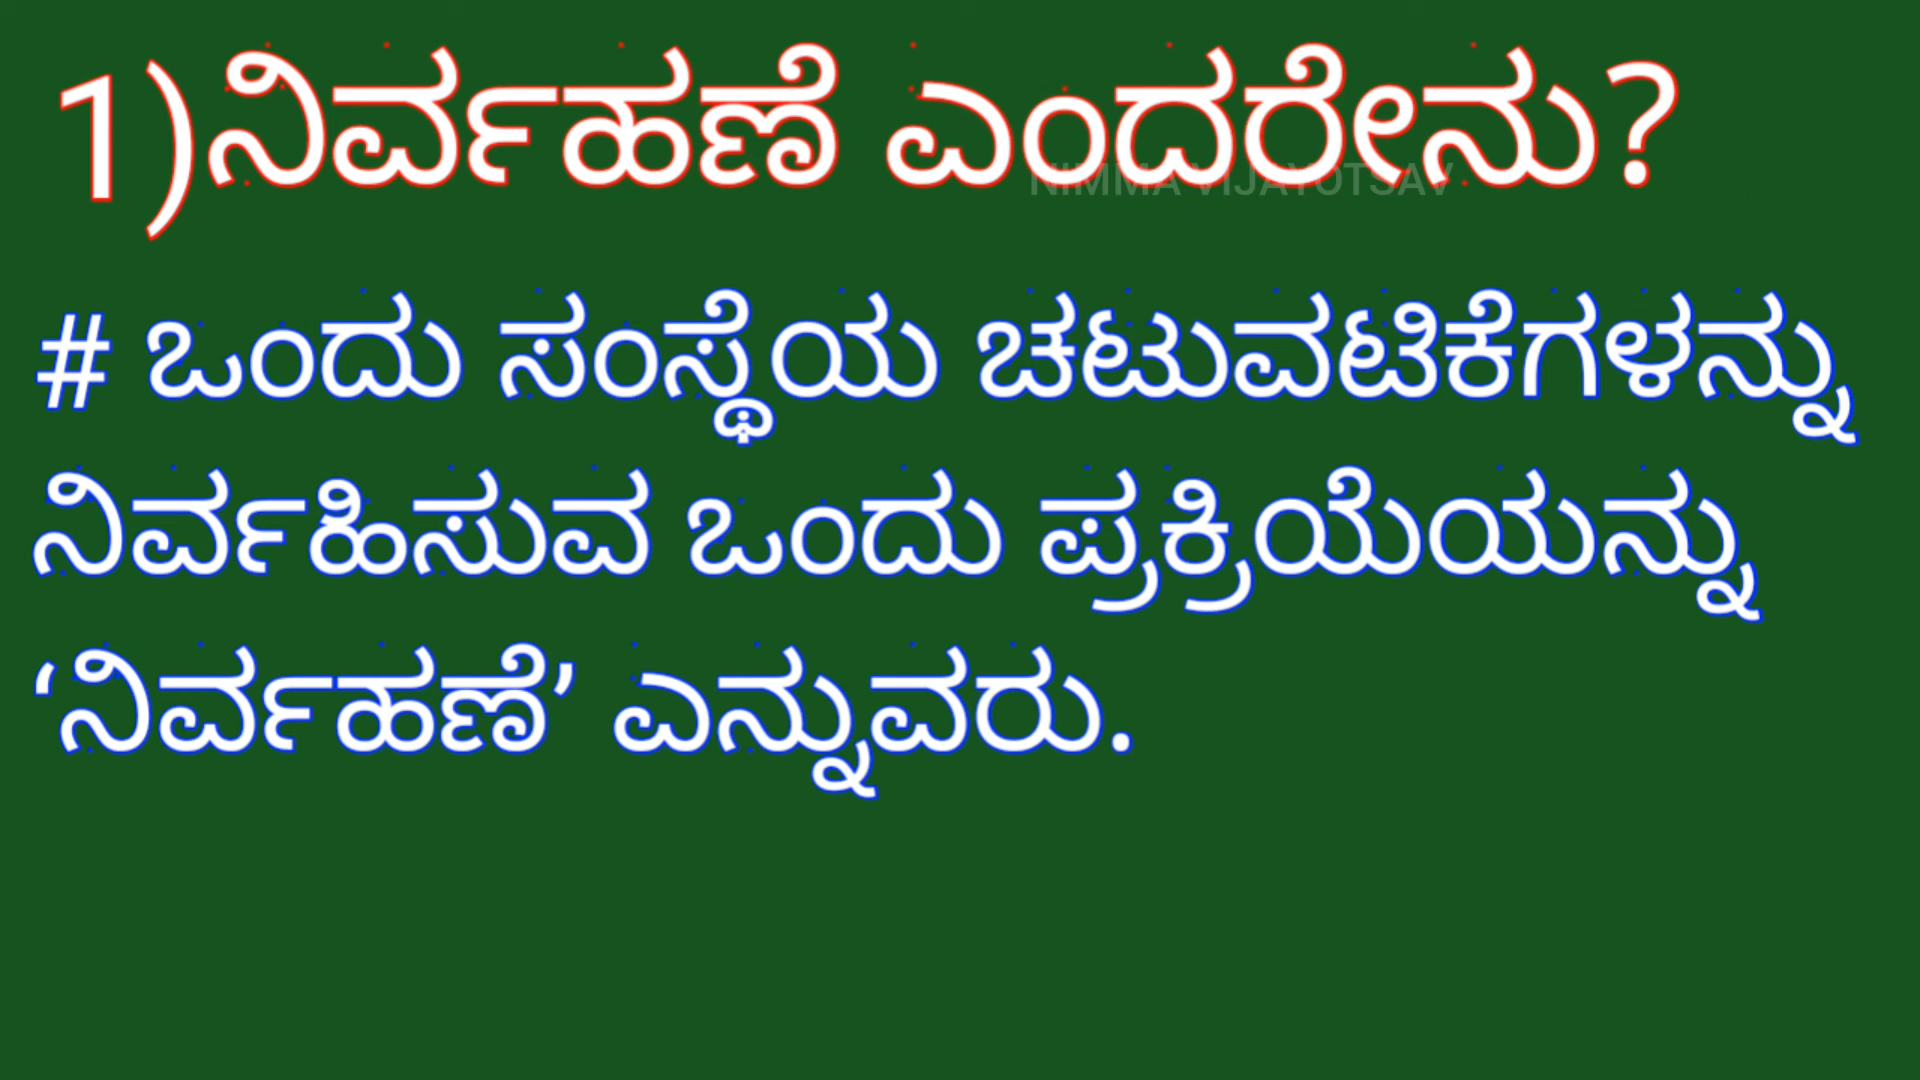 1)ನಿರ್ವಹಣೆ ಎಂದರೇನು?
NIMMA VIJAYOTSAV
# ಒಂದು ಸಂಸ್ಥೆಯ ಚಟುವಟಿಕೆಗಳನ್ನು
ನಿರ್ವಹಿಸುವ ಒಂದು ಪ್ರಕ್ರಿಯೆಯನ್ನು
‘ನಿರ್ವಹಣೆ’ ಎನ್ನುವರು.